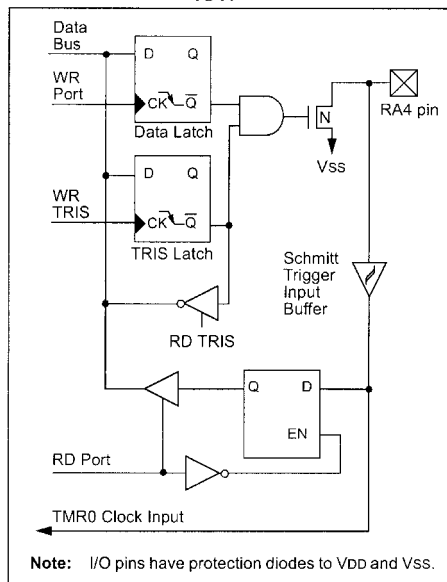 Data
Bus
D Q
WR
Port
CK Q
Data Latch
N
RA4 pin
VSS
D Q
WR
TRIS
CK Q
TRIS Latch
Schmitt
Trigger
Input
Buffer
RD TRIS
Q D
EN
RD Port
TMR0 Clock Input
Note: I/O pins have protection diodes to VDD and VSS.